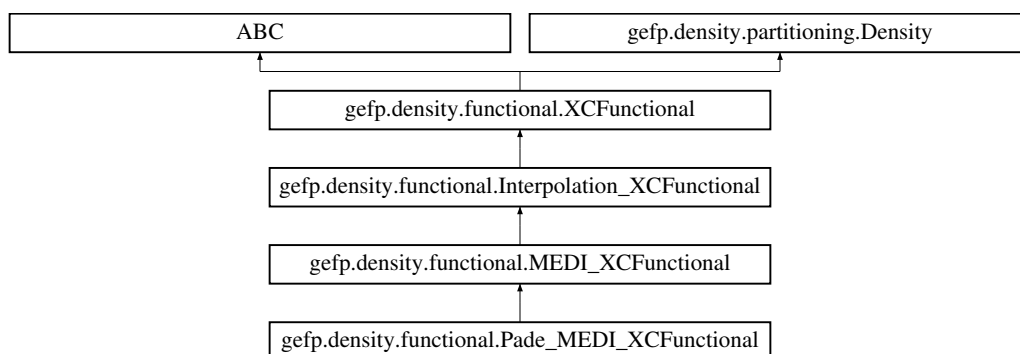 ABC
gefp.density.partitioning.Density
gefp.density.functional.XCFunctional
gefp.density.functional.Interpolation_XCFunctional
gefp.density.functional.MEDI_XCFunctional
gefp.density.functional.Pade_MEDI_XCFunctional